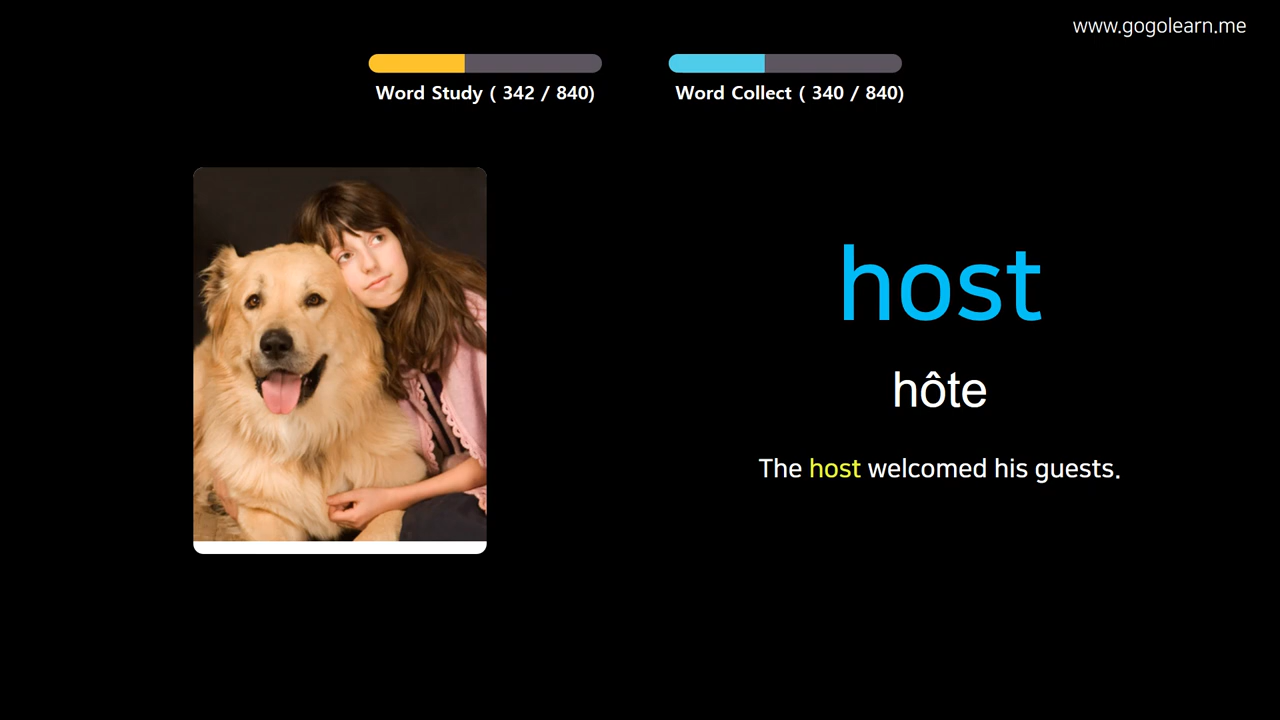 www.gogolearn.me
Word Study ( 342 / 840)
Word Collect ( 340 / 840)
host
hôte
The host welcomed his guests.